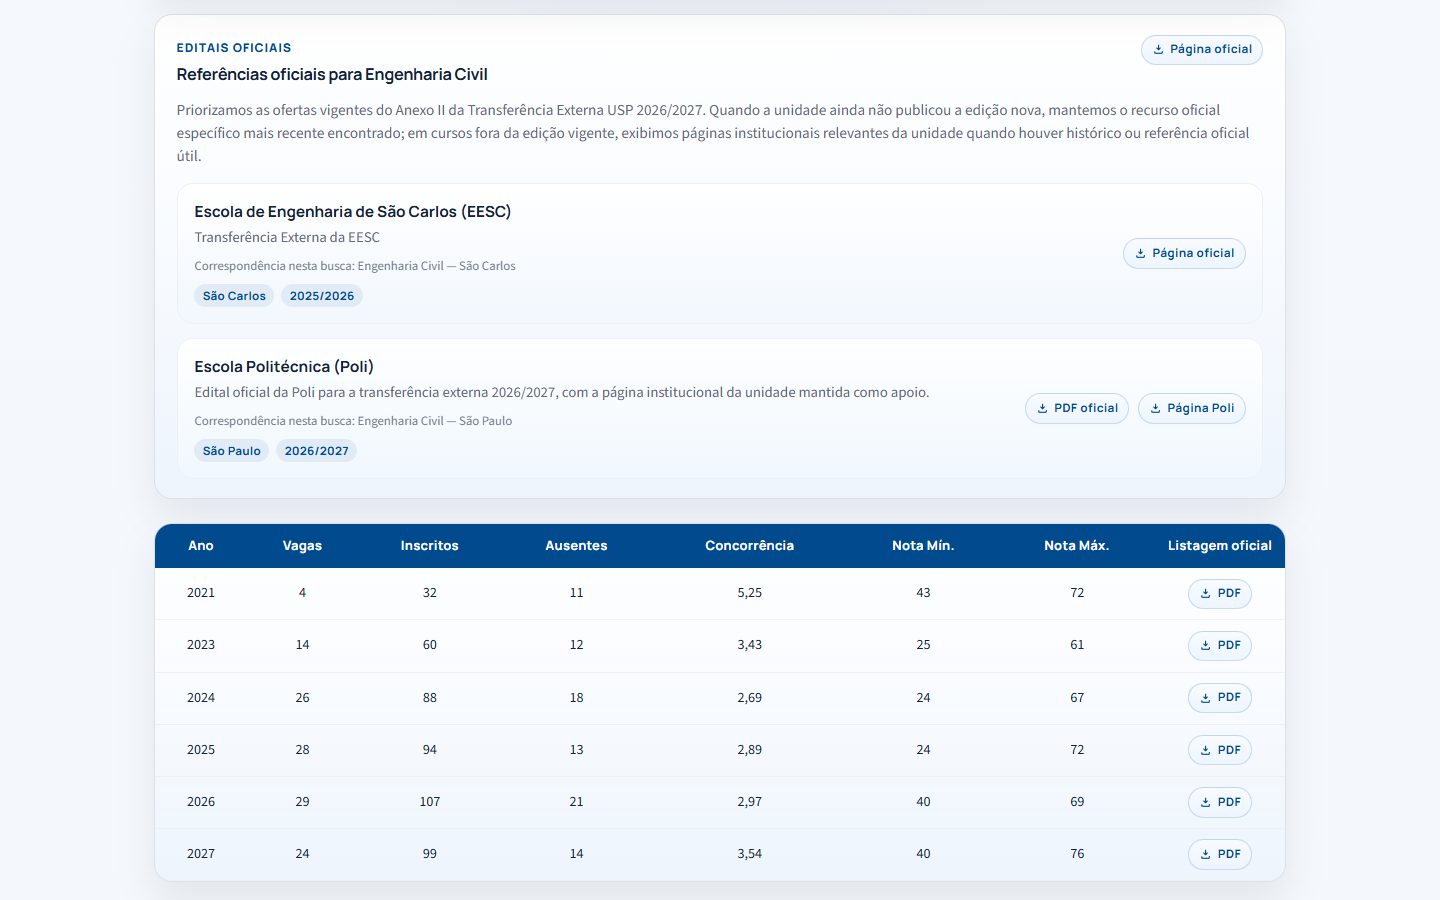 EDITAIS OFICIAIS
Página oficial
Referências oficiais para Engenharia Civil
Priorizamos as ofertas vigentes do Anexo II da Transferência Externa USP 2026/2027. Quando a unidade ainda não publicou a edição nova, mantemos o recurso oficial
específico mais recente encontrado; em cursos fora da edição vigente, exibimos páginas institucionais relevantes da unidade quando houver histórico ou referência oficial
útil.
Escola de Engenharia de São Carlos (EESC)
Transferência Externa da EESC
Página oficial
Correspondência nesta busca: Engenharia Civil — São Carlos
São Carlos 2025/2026
Escola Politécnica (Poli)
Edital oficial da Poli para a transferência externa 2026/2027, com a página institucional da unidade mantida como apoio.
PDF oficial Página Poli
Correspondência nesta busca: Engenharia Civil — São Paulo
São Paulo 2026/2027
Ano Vagas Inscritos Ausentes Concorrência Nota Mín. Nota Máx. Listagem oficial
2021 4 32 11 5,25 43 72 PDF
2023 14 60 12 3,43 25 61 PDF
2024 26 88 18 2,69 24 67 PDF
2025 28 94 13 2,89 24 72 PDF
2026 29 107 21 2,97 40 69 PDF
2027 24 99 14 3,54 40 76 PDF